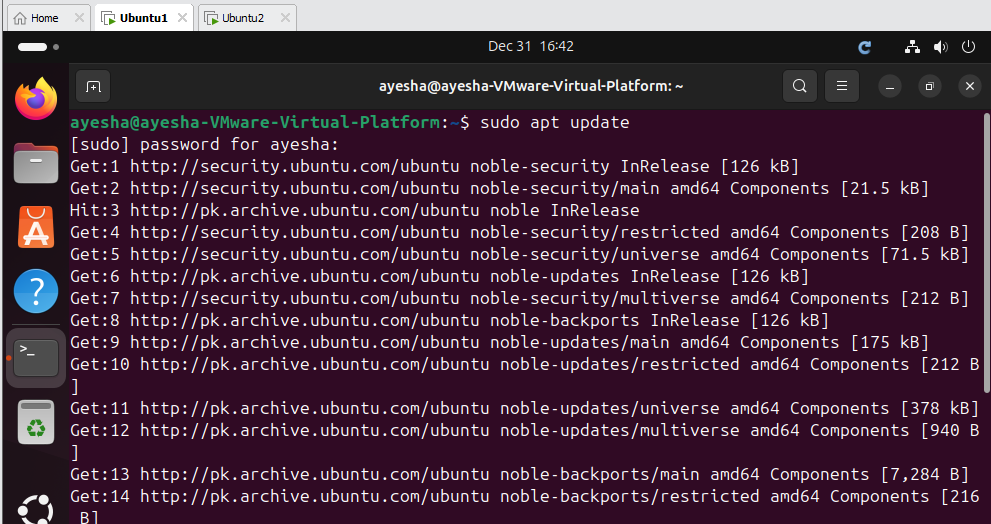 Home
Ubuntu1
Ubuntu2
Dec 31 16:42
ayesha@ayesha-VMware-Virtual-Platform: ~
ayesha@ayesha-VMware-Virtual-Platform:~$ sudo apt update
[sudo] password for ayesha:
Get:1 http://security.ubuntu.com/ubuntu noble-security InRelease [126 kB]
Get:2 http://security.ubuntu.com/ubuntu noble-security/main amd64 Components [21.5 kB]
Hit:3 http://pk.archive.ubuntu.com/ubuntu noble InRelease
Get:4 http://security.ubuntu.com/ubuntu noble-security/restricted amd64 Components [208 B]
Get:5 http://security.ubuntu.com/ubuntu noble-security/universe amd64 Components [71.5 kB]
Get:6 http://pk.archive.ubuntu.com/ubuntu noble-updates InRelease [126 kB]
Get:7 http://security.ubuntu.com/ubuntu noble-security/multiverse amd64 Components [212 B]
Get:8 http://pk.archive.ubuntu.com/ubuntu noble-backports InRelease [126 kB]
Get:9 http://pk.archive.ubuntu.com/ubuntu noble-updates/main amd64 Components [175 kB]
Get:10 http://pk.archive.ubuntu.com/ubuntu noble-updates/restricted amd64 Components [212 B
]
Get:11 http://pk.archive.ubuntu.com/ubuntu noble-updates/universe amd64 Components [378 kB]
Get:12 http://pk.archive.ubuntu.com/ubuntu noble-updates/multiverse amd64 Components [940 B
]
Get:13 http://pk.archive.ubuntu.com/ubuntu noble-backports/main amd64 Components [7,284 B]
Get:14 http://pk.archive.ubuntu.com/ubuntu noble-backports/restricted amd64 Components [216
 B]